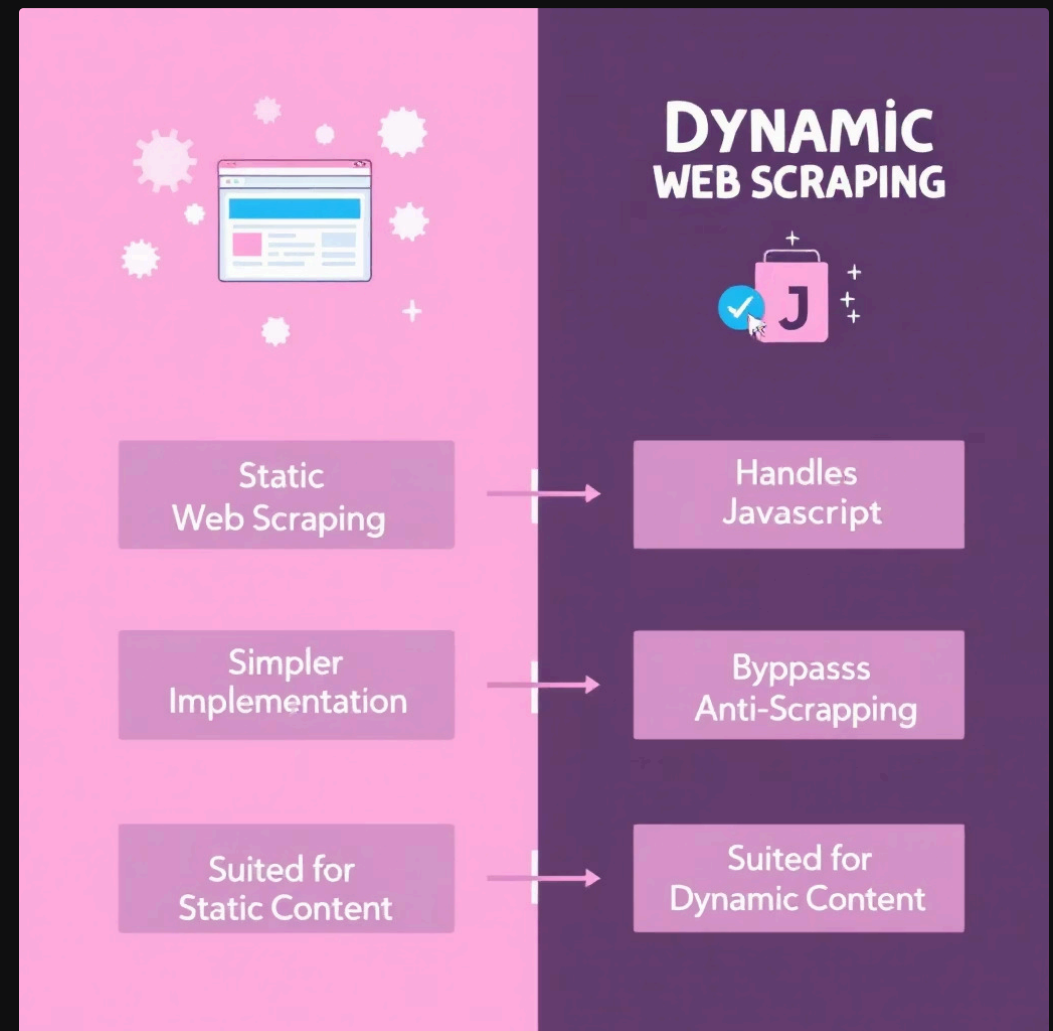 DYNAMiC
WEB SCRAPING
J
Static
Web Scraping
Handles
Javascript
Simpler
Implementation
Byppasss
Anti-Scrapping
Suited for
Static Content
Suited for
Dynamic Content